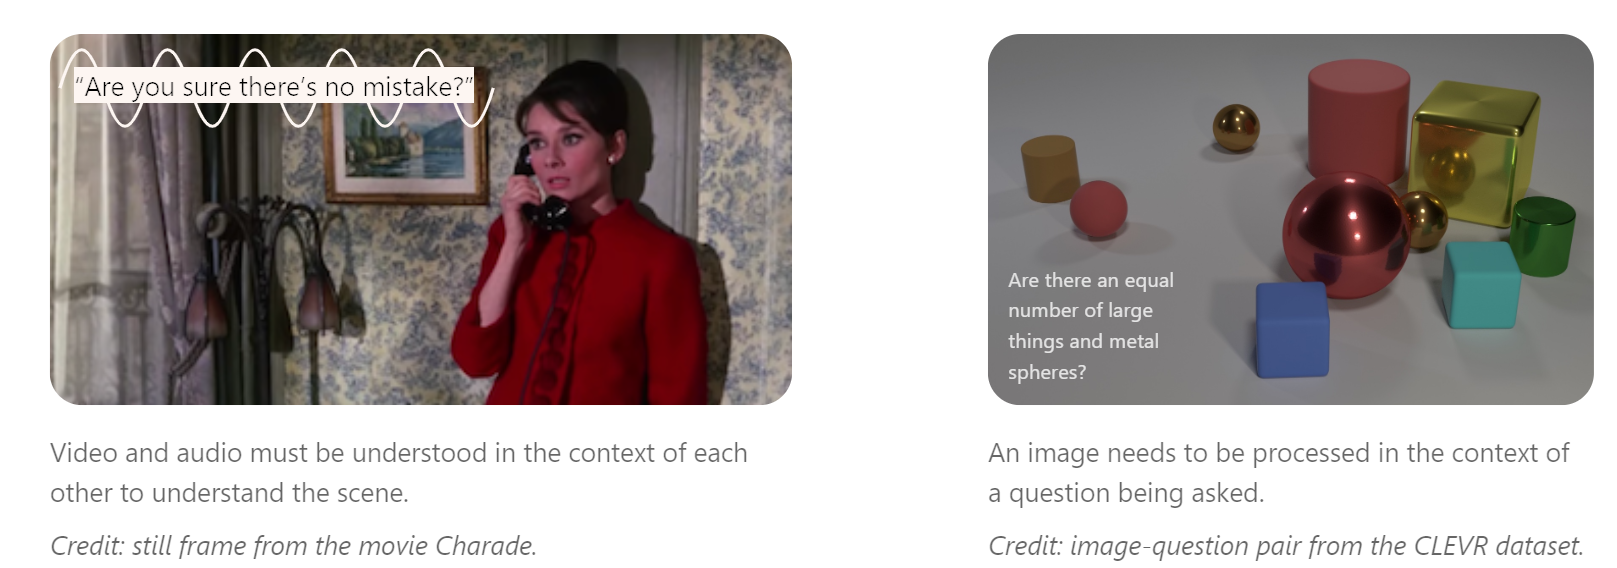 “Are you sure there’s no mistake?”
Video and audio must be understood in the context of each
other to understand the scene.
Credit: still frame from the movie Charade.
Are there an equal
number of large
things and metal
spheres?
An image needs to be processed in the context of
a question being asked.
Credit: image-question pair from the CLEVR dataset.